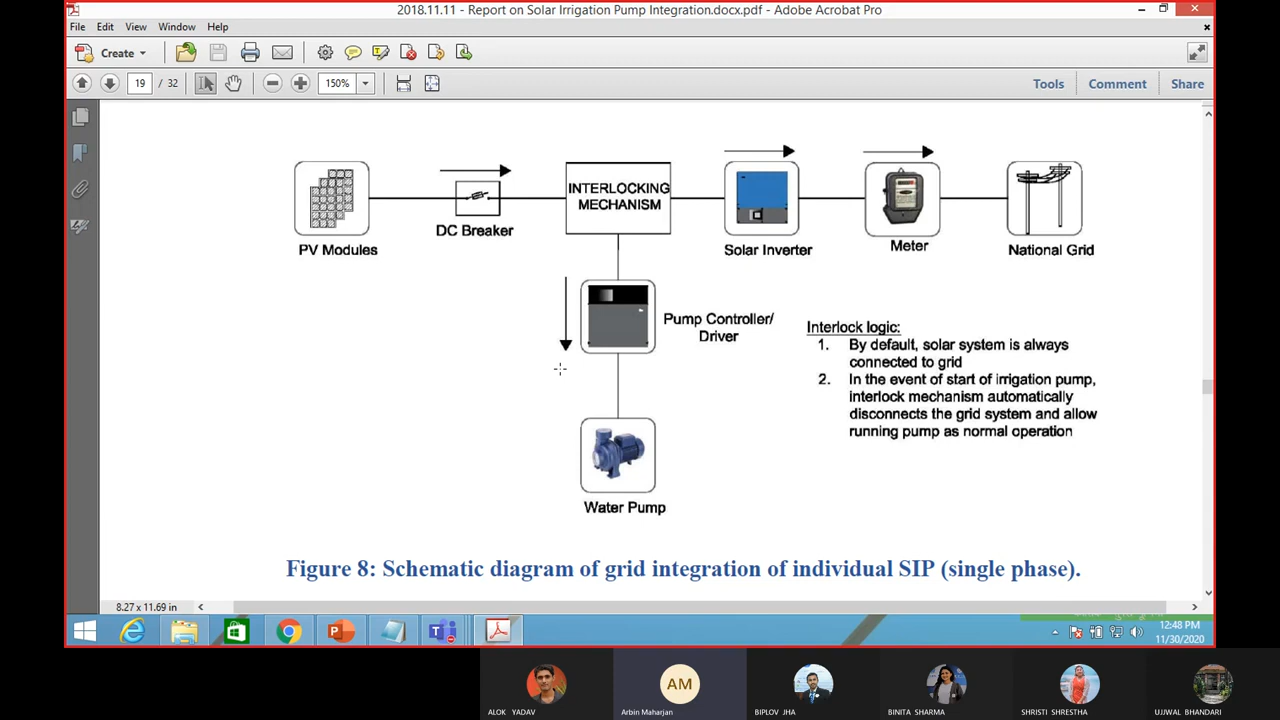 2018.11.11 - Report on Solar Irrigation Pump Integration.docx.pdf - Adobe Acrobat Pro
File Edit View Window Help
Create
19 / 32 150% Tools Comment Share
INTERLOCKING
MECHANISM
DC Breaker
PV Modules
Solar Inverter
Meter
National Grid
Pump Controller/
Driver
Interlock logic:
1. By default, solar system is always
connected to grid
2. In the event of start of irrigation pump,
interlock mechanism automatically
disconnects the grid system and allow
running pump as normal operation
Water Pump
Figure 8: Schematic diagram of grid integration of individual SIP (single phase).
8.27 x 11.69 in
12:48 PM
11/30/2020
AM
ALOK YADAV
Arbin Maharjan
BIPLOV JHA
BINITA SHARMA
SHRISTI SHRESTHA
UJJWAL BHANDARI